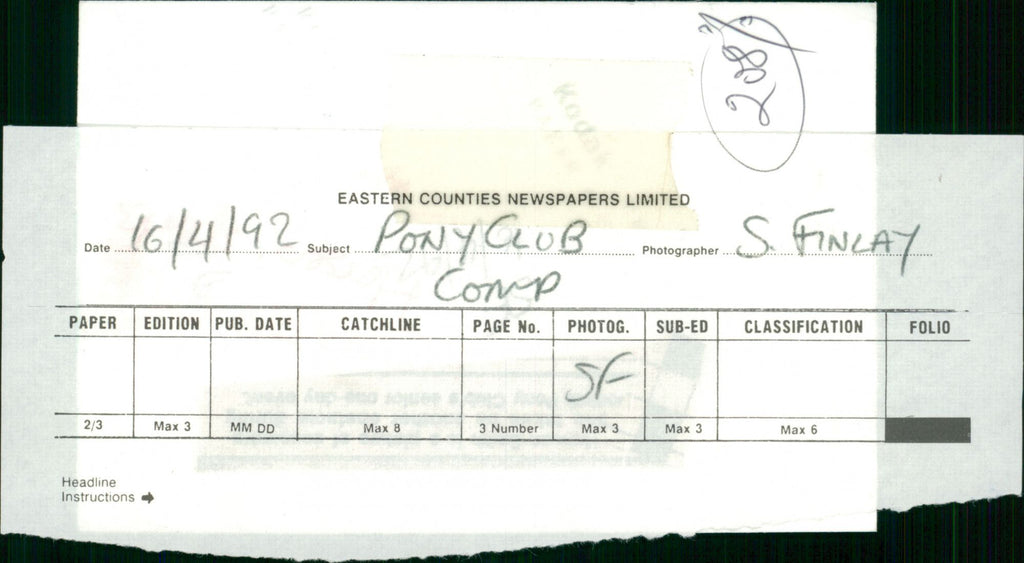 208%
EASTERN COUNTIES NEWSPAPERS LIMITED
Date 16/4/92 Subject PONY CLUB Photographer S. FINLAY
COMP
PAPER EDITION PUB. DATE CATCHLINE PAGE No. PHOTOG. SUB-ED CLASSIFICATION FOLIO
SF
2/3 Max 3 MM DD Max 8 3 Number Max 3 Max 3 Max 6
Headline
Instructions